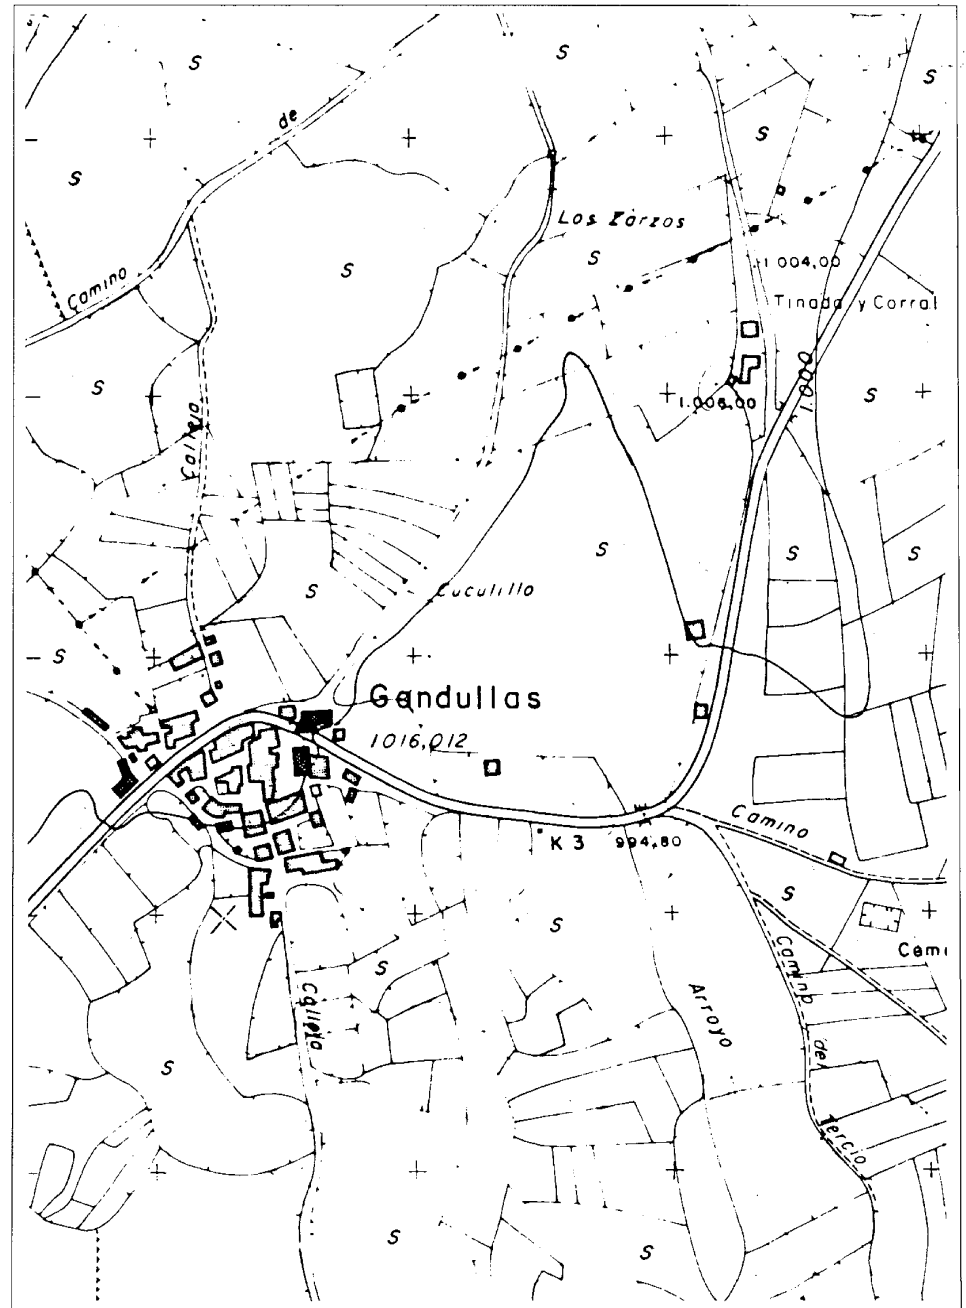 S
S
S
de
S
S
Los Zarzos
S
S
Camino
1.004,00
Tinada y Corral
S
1.000
S
1.006,00
Callejo
S
S
S
S
Cuculillo
S
Gandullas
1016,012
Camino
K 3 994,80
S
S
Camino
S
Arroyo
Calleja
S
del
Tercio
S
S